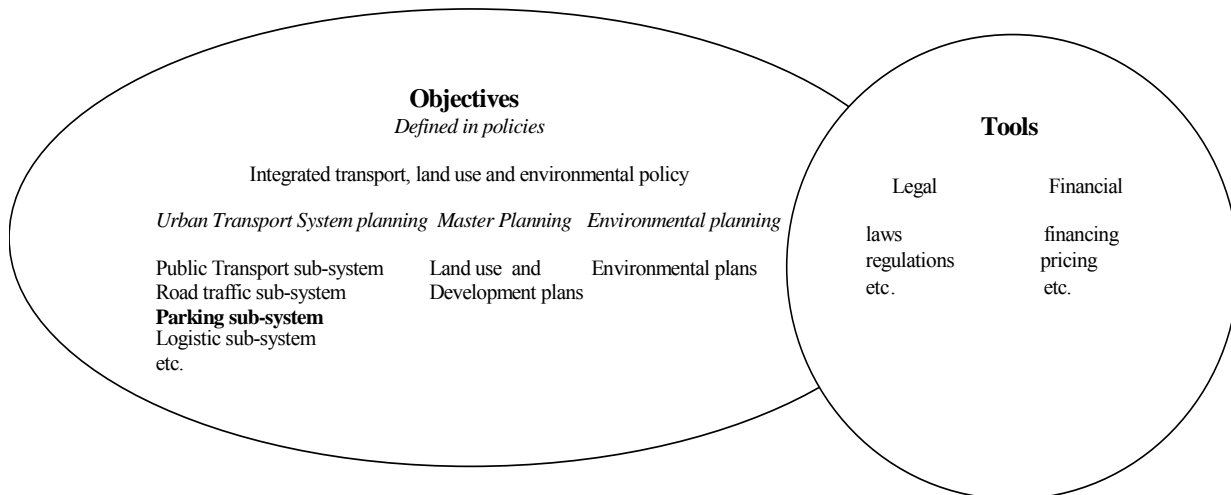 Objectives
Defined in policies
Integrated transport, land use and environmental policy
Urban Transport System planning
Public Transport sub-system
Road traffic sub-system
Parking sub-system
Logistic sub-system
etc.
Master Planning
Land use and
Development plans
Environmental planning
Environmental plans
Tools
Legal
laws
regulations
etc.
Financial
financing
pricing
etc.